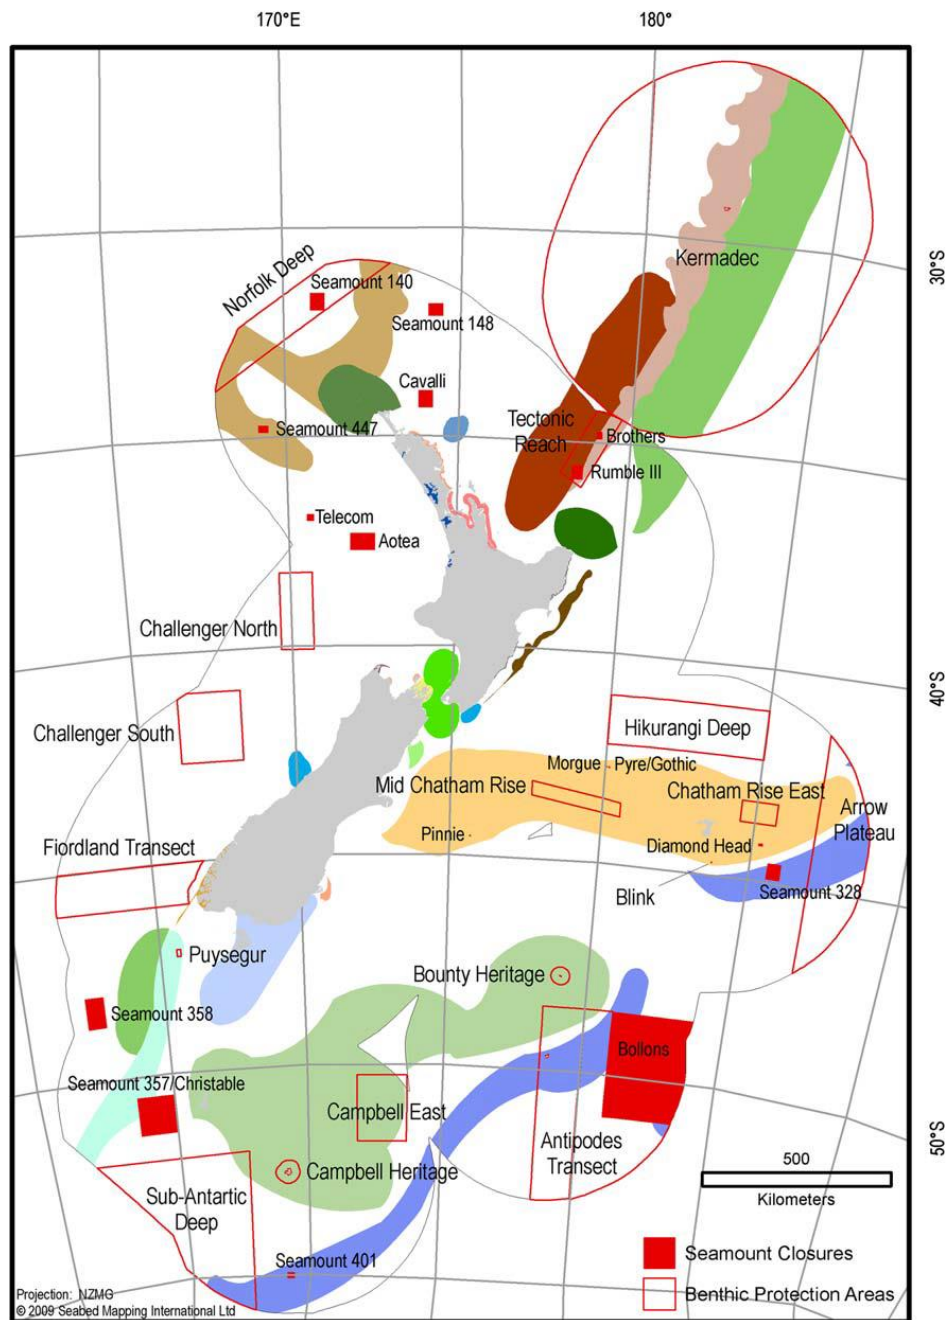 170°E
180°
30°S
40°S
50°S
Norfolk Deep
Seamount 140
Seamount 148
Kermadec
Cavalli
Seamount 447
Tectonic
Reach
Brothers
Rumble III
Telecom
Aotea
Challenger North
Challenger South
Hikurangi Deep
Morgue
Pyre/Gothic
Mid Chatham Rise
Chatham Rise East
Arrow
Plateau
Pinnie
Diamond Head
Fiordland Transect
Blink
Seamount 328
Puysegur
Bounty Heritage
Seamount 358
Bollons
Seamount 357/Christable
Campbell East
Antipodes
Transect
Campbell Heritage
Sub-Antartic
Deep
Seamount 401
500
Kilometers
Seamount Closures
Benthic Protection Areas
Projection: NZMG
© 2009 Seabed Mapping International Ltd